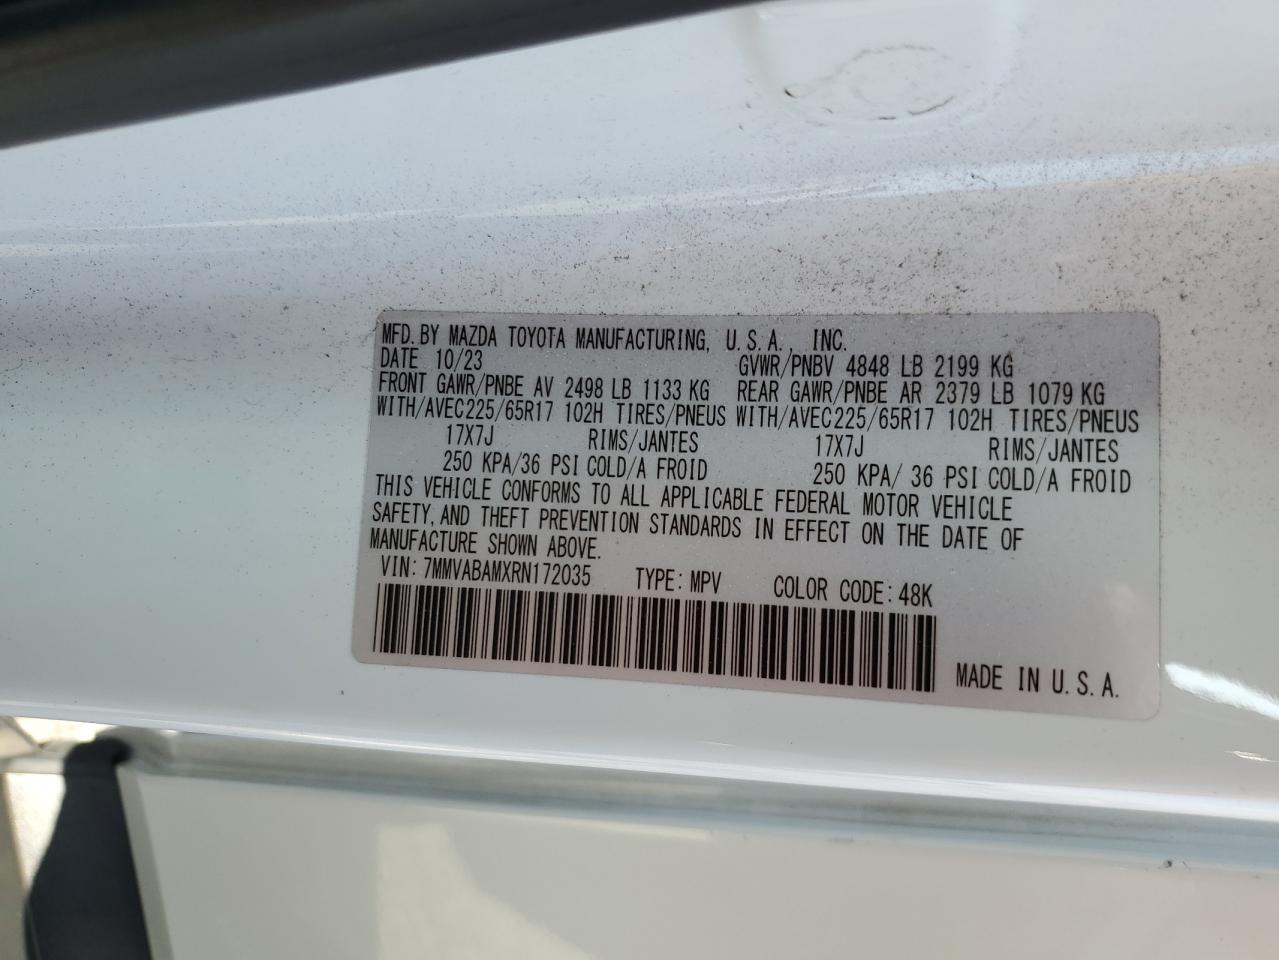 MFD. BY MAZDA TOYOTA MANUFACTURING, U.S.A., INC.
DATE 10/23 GVWR/PNBV 4848 LB 2199 KG
FRONT GAWR/PNBE AV 2498 LB 1133 KG REAR GAWR/PNBE AR 2379 LB 1079 KG
WITH/AVEC225/65R17 102H TIRES/PNEUS WITH/AVEC225/65R17 102H TIRES/PNEUS
17X7J RIMS/JANTES 17X7J RIMS/JANTES
250 KPA/36 PSI COLD/A FROID 250 KPA/ 36 PSI COLD/A FROID
THIS VEHICLE CONFORMS TO ALL APPLICABLE FEDERAL MOTOR VEHICLE
SAFETY, AND THEFT PREVENTION STANDARDS IN EFFECT ON THE DATE OF
MANUFACTURE SHOWN ABOVE.
VIN: 7MMVABAMXRN172035 TYPE: MPV COLOR CODE: 48K
MADE IN U.S.A.